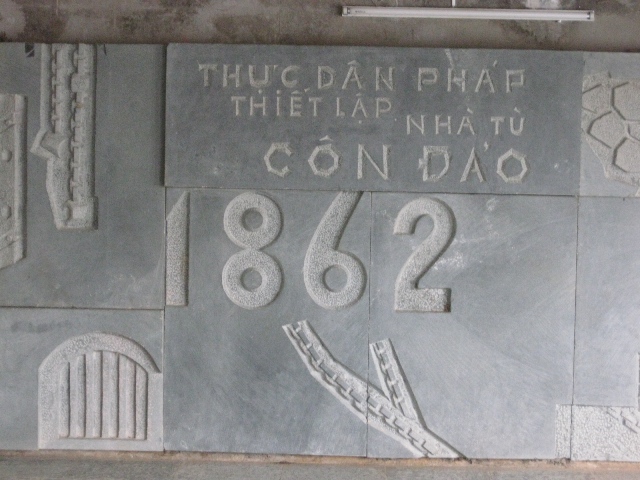 THỰC DÂN PHÁP
THIẾT LẬP
NHÀ TÙ
CÔN ĐẢO
1862